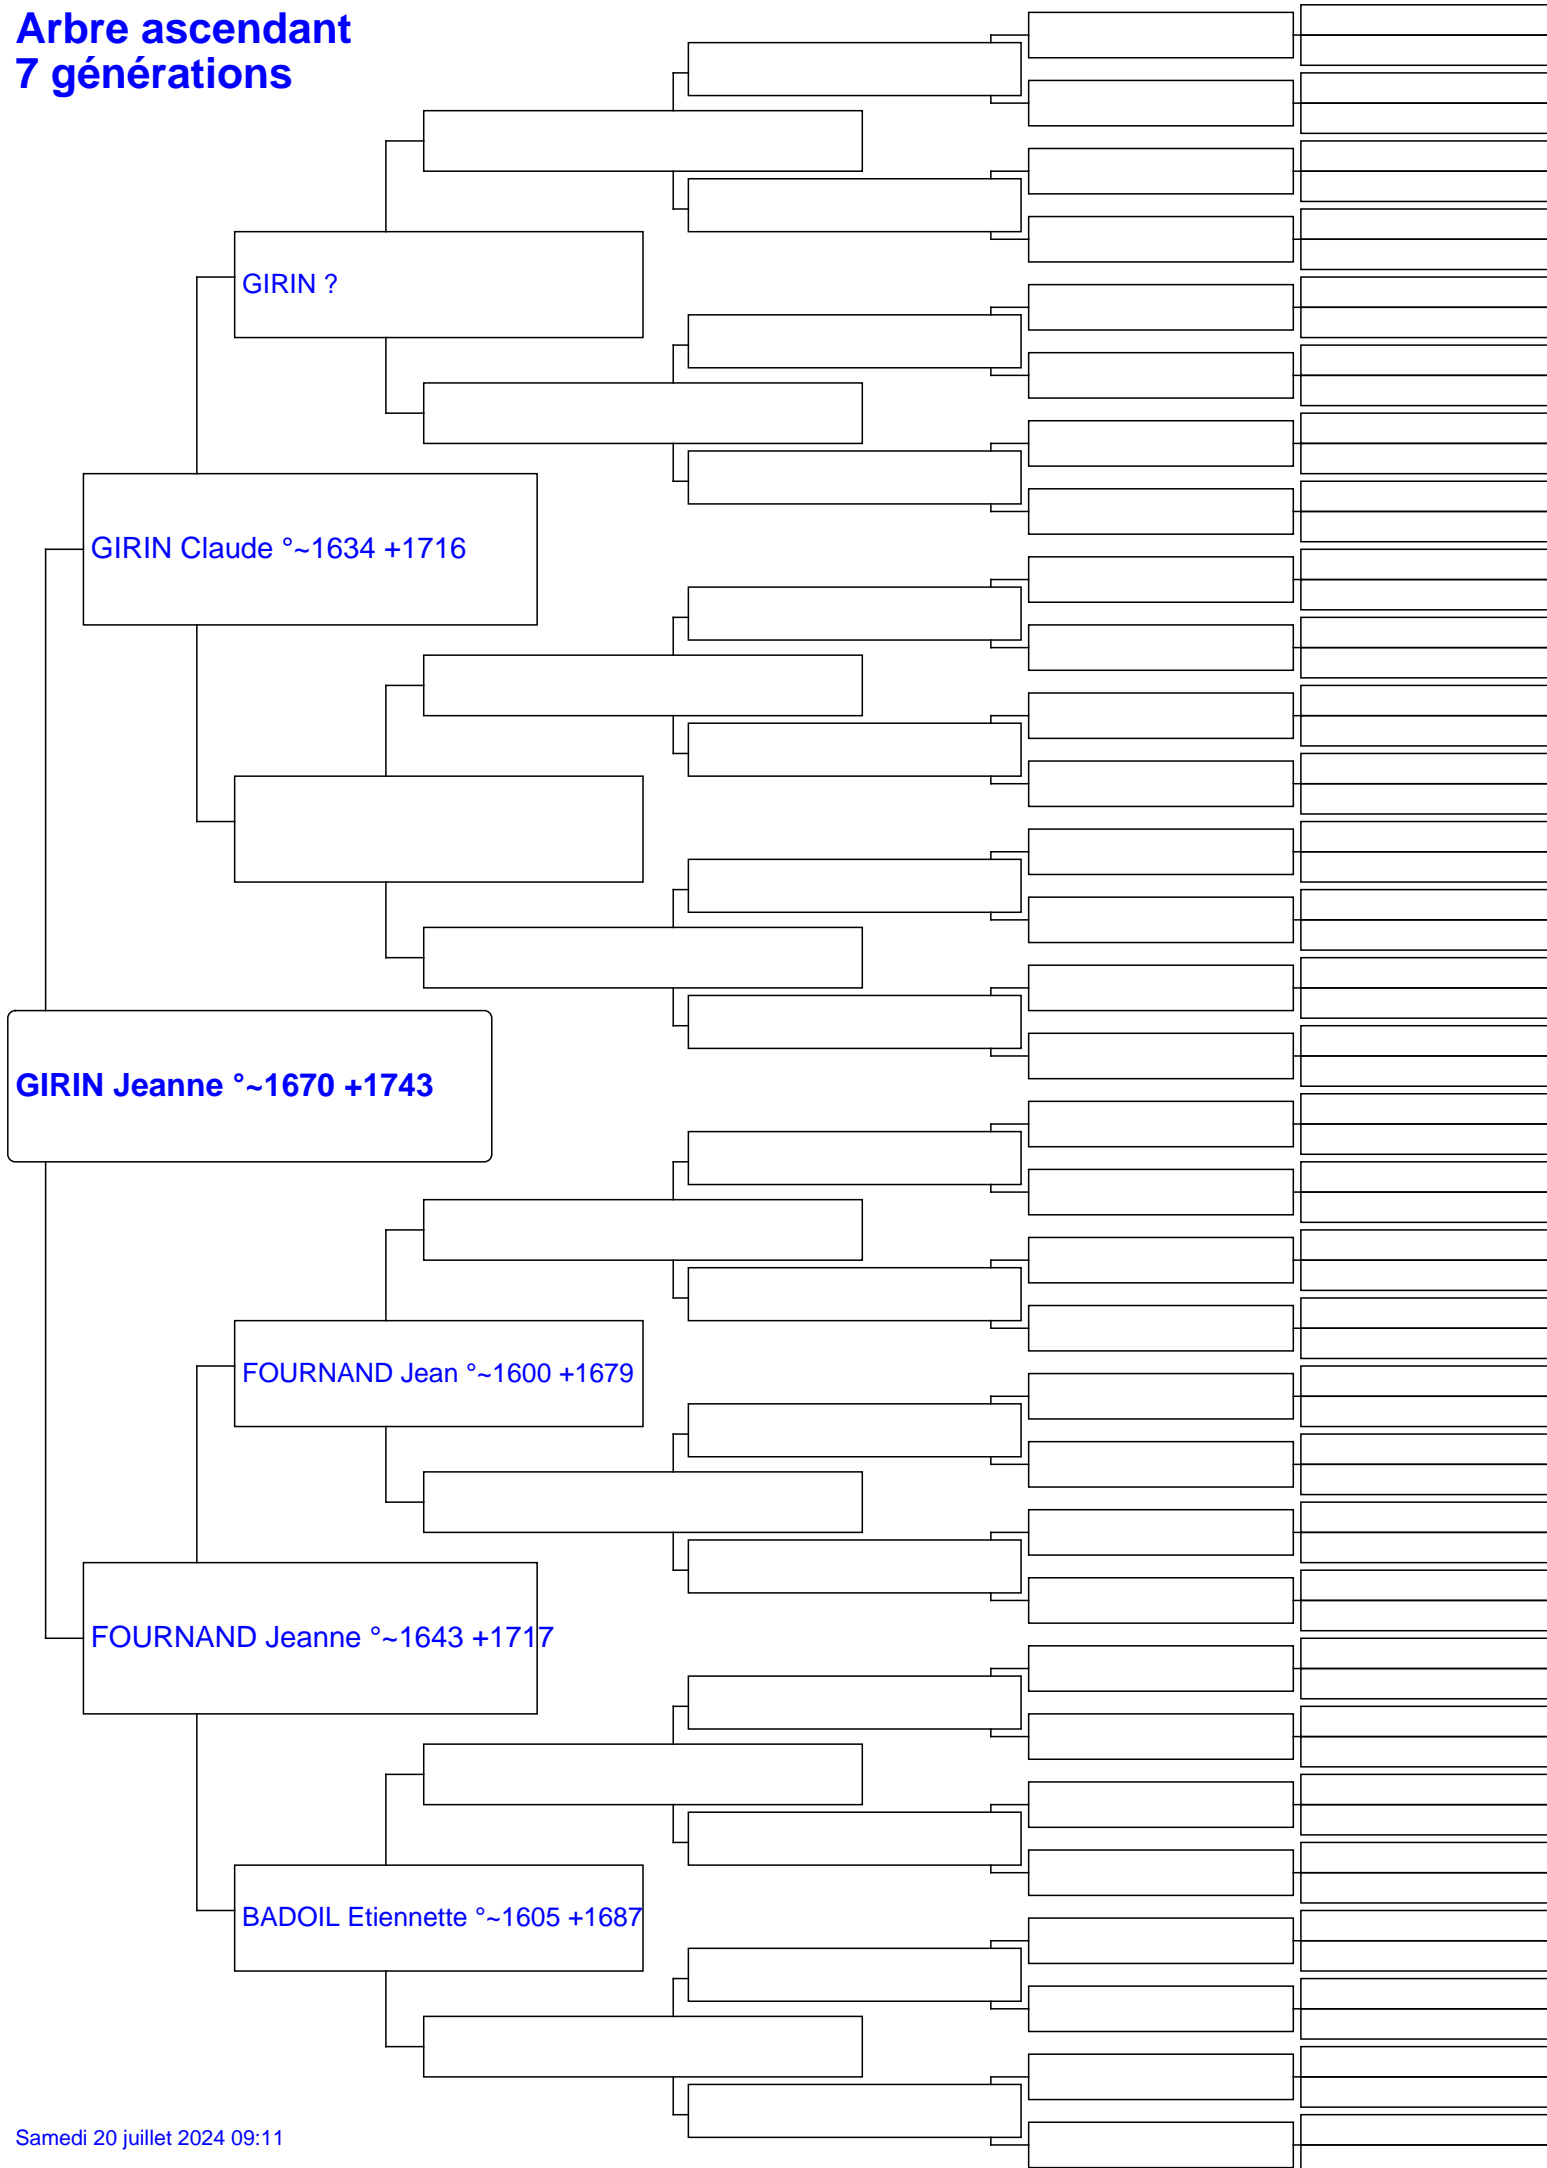 Arbre ascendant
7 générations
GIRIN ?
GIRIN Claude °~1634 +1716
GIRIN Jeanne °~1670 +1743
FOURNAND Jean °~1600 +1679
FOURNAND Jeanne °~1643 +1717
BADOIL Etiennette °~1605 +1687
Samedi 20 juillet 2024 09:11